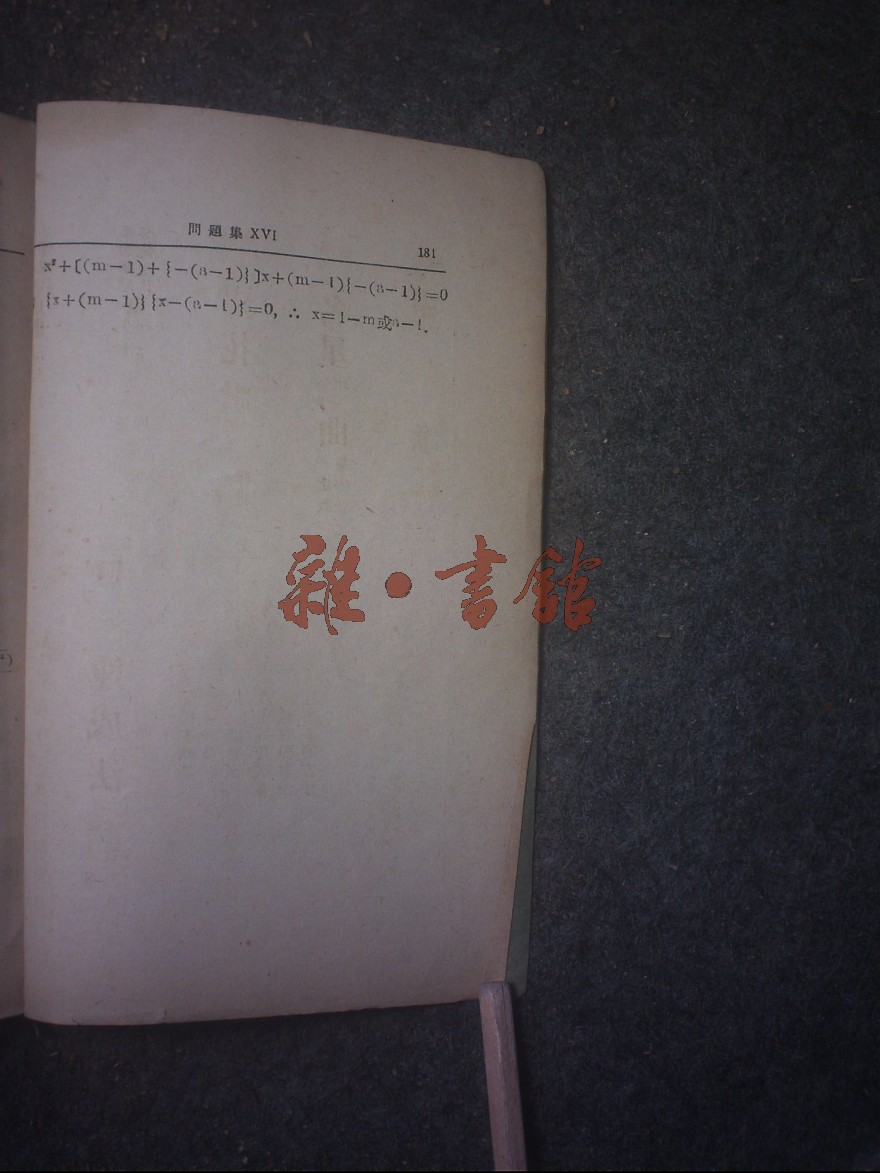 問題集 XVI
181
x²+[(m−1)+{−(n−1)}]x+(m−1){−(n−1)}=0
{x+(m−1)}{x−(n−1)}=0, ∴ x=1−m或n−1.
雜·書館